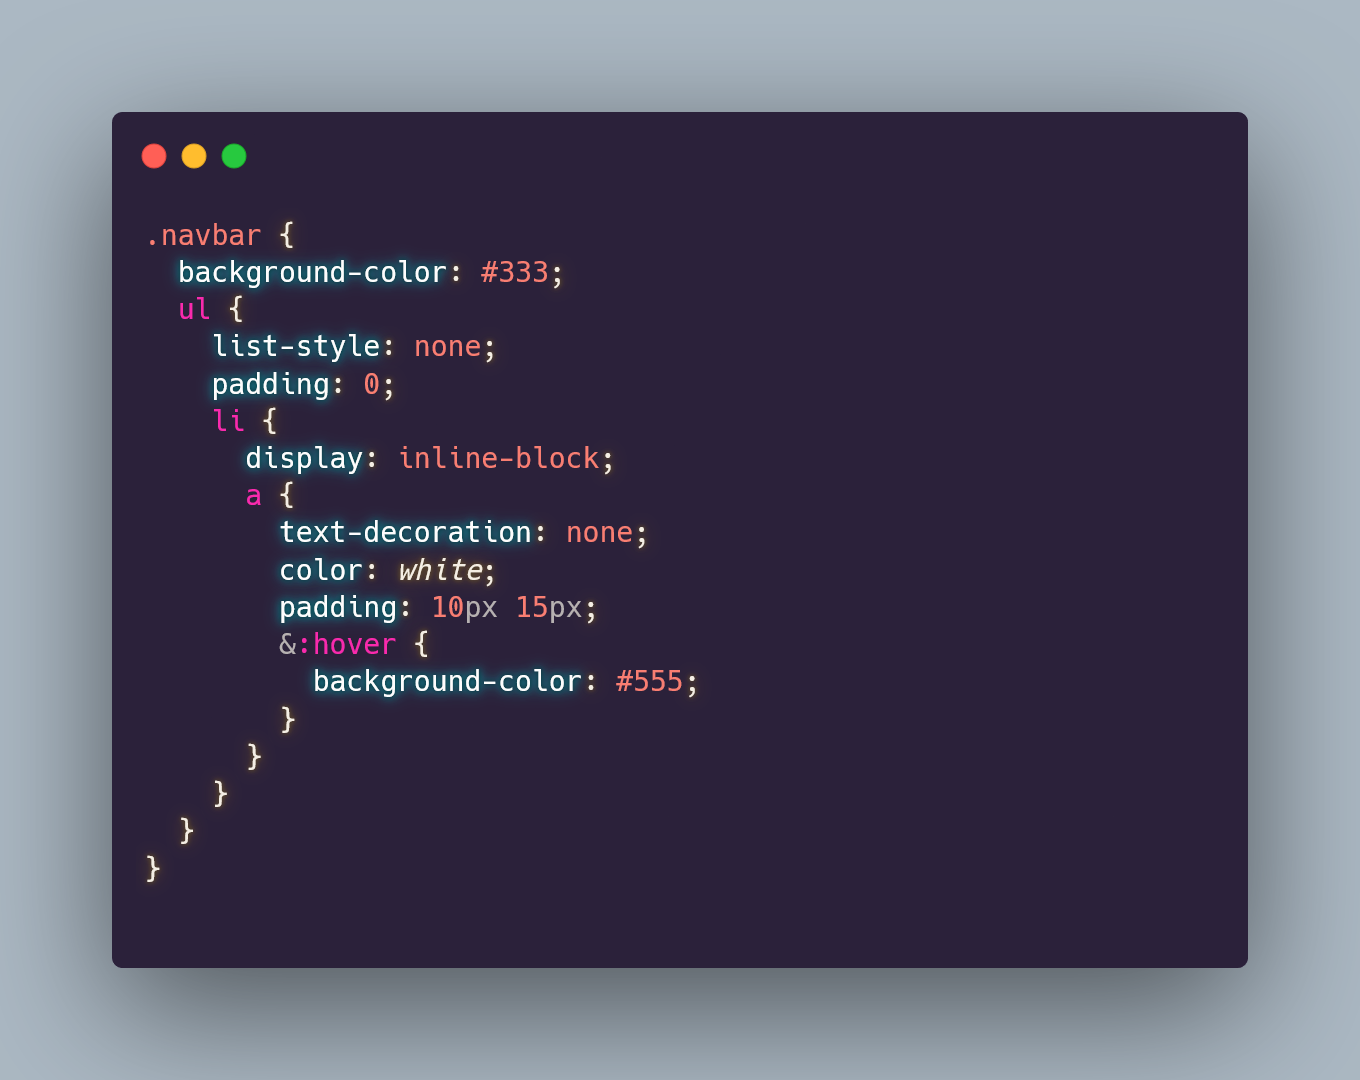 .navbar {
  background-color: #333;
  ul {
    list-style: none;
    padding: 0;
    li {
      display: inline-block;
      a {
        text-decoration: none;
        color: white;
        padding: 10px 15px;
        &:hover {
          background-color: #555;
        }
      }
    }
  }
}